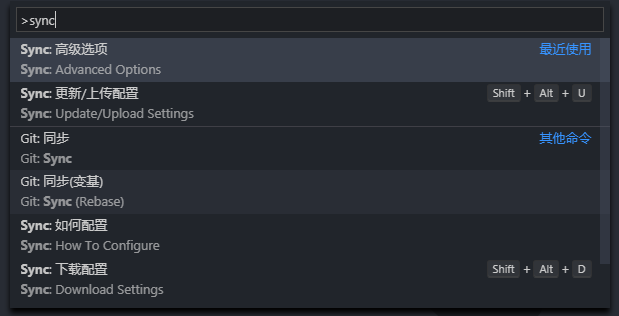 >sync
Sync: 高级选项 最近使用
Sync: Advanced Options
Sync: 更新/上传配置 Shift + Alt + U
Sync: Update/Upload Settings
Git: 同步 其他命令
Git: Sync
Git: 同步(变基)
Git: Sync (Rebase)
Sync: 如何配置
Sync: How To Configure
Sync: 下载配置 Shift + Alt + D
Sync: Download Settings